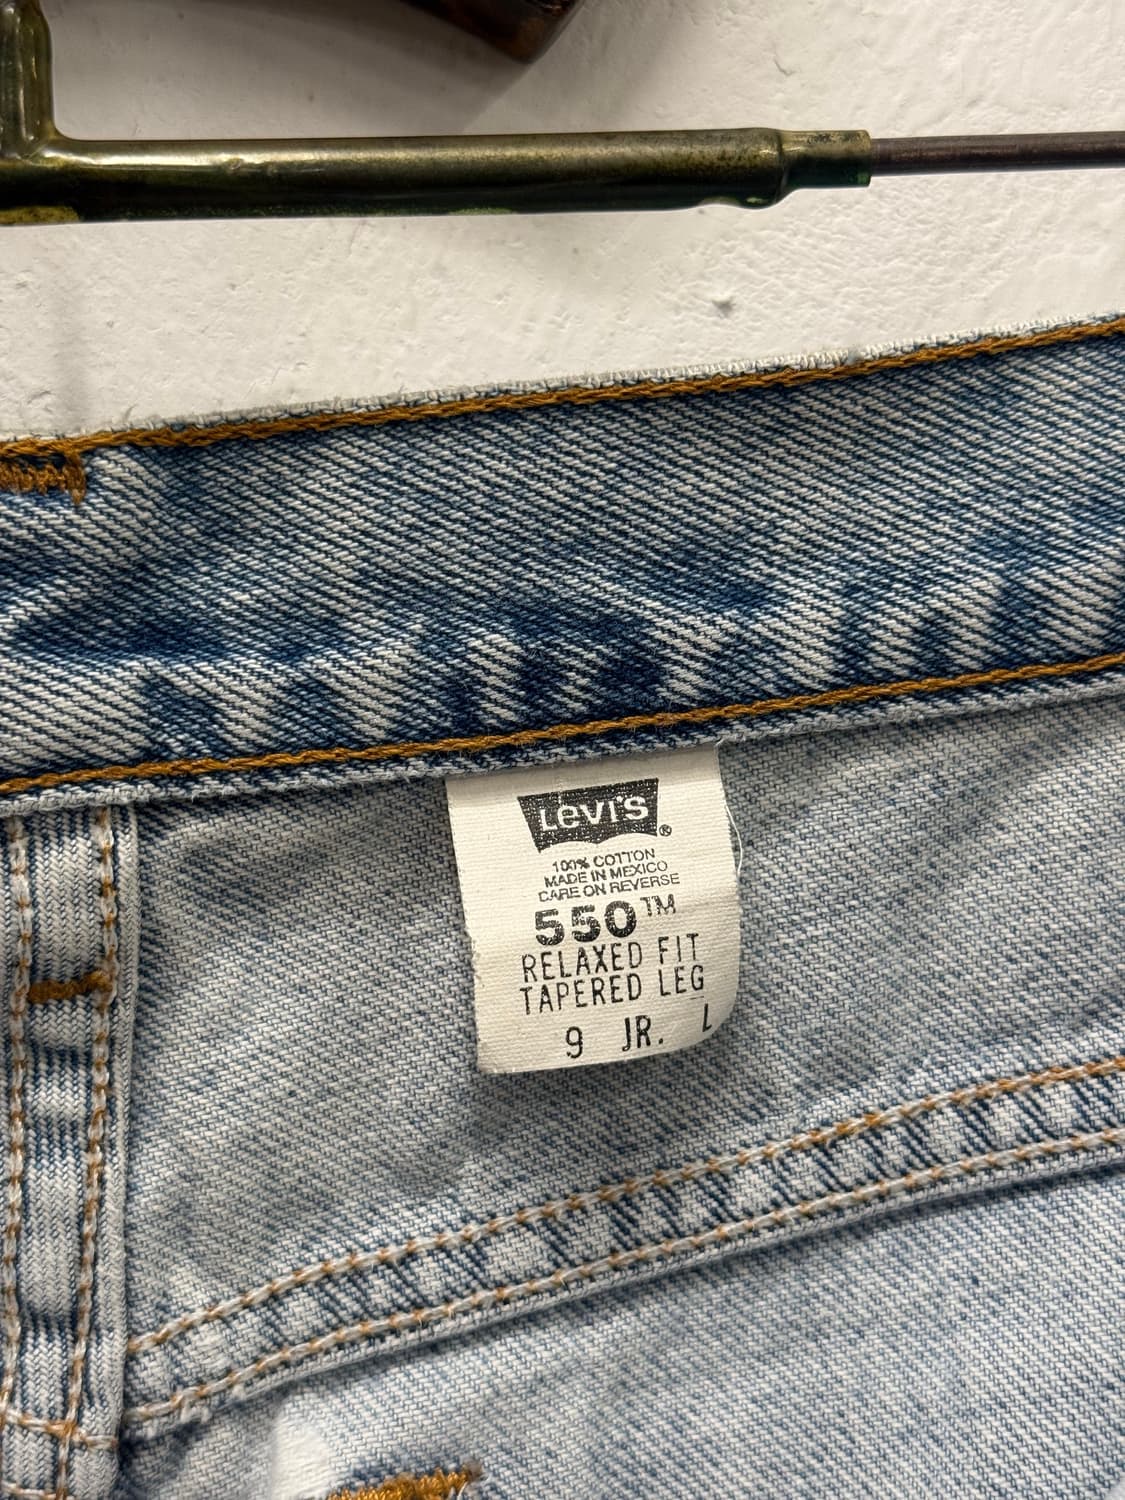 Levi's®
100% COTTON
MADE IN MEXICO
CARE ON REVERSE
550™
RELAXED FIT
TAPERED LEG
9 JR. L